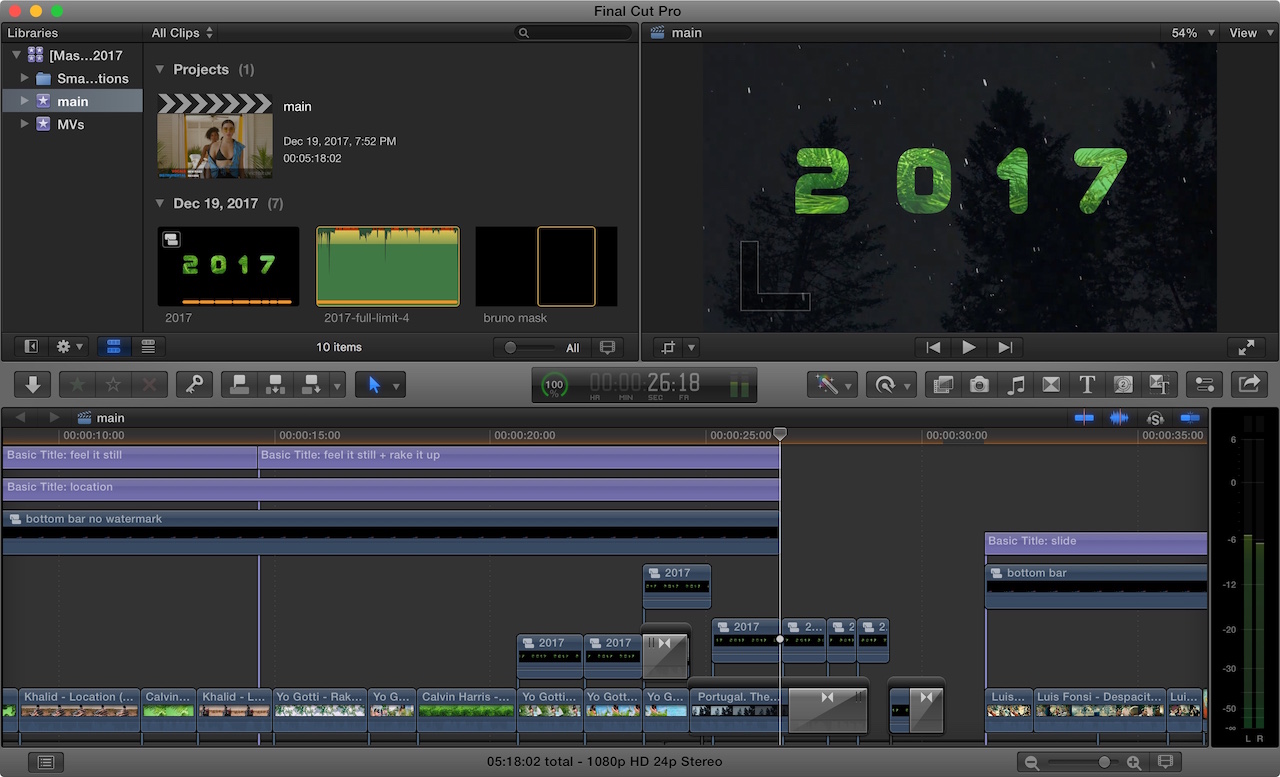 Final Cut Pro
Libraries
All Clips
main
54%
View
[Mas...2017
Sma...tions
main
MVs
Projects (1)
main
Dec 19, 2017, 7:52 PM
00:05:18:02
Dec 19, 2017 (7)
2017
2017
2017-full-limit-4
bruno mask
2017
10 items
All
100
%
00:00:26:18
HR MIN SEC FR
main
00:00:10:00
00:00:15:00
00:00:20:00
00:00:25:00
00:00:30:00
00:00:35:00
Basic Title: feel it still
Basic Title: feel it still + rake it up
Basic Title: location
bottom bar no watermark
Basic Title: slide
bottom bar
2017
2017
2...
2
2
2017
2017
Khalid - Location (...
Calvin...
Khalid - L...
Yo Gotti - Rak...
Yo G...
Calvin Harris -...
Yo Gotti...
Yo Gott...
Yo G...
Portugal. The...
Luis...
Luis Fonsi - Despacit...
Lui...
6
0
-6
-12
-20
-30
-50
-∞
L R
05:18:02 total - 1080p HD 24p Stereo